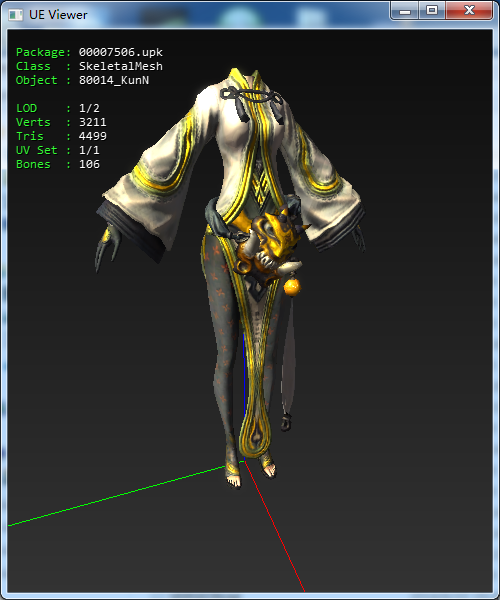 UE Viewer
Package: 00007506.upk
Class : SkeletalMesh
Object : 80014_KunN
LOD : 1/2
Verts : 3211
Tris : 4499
UV Set : 1/1
Bones : 106